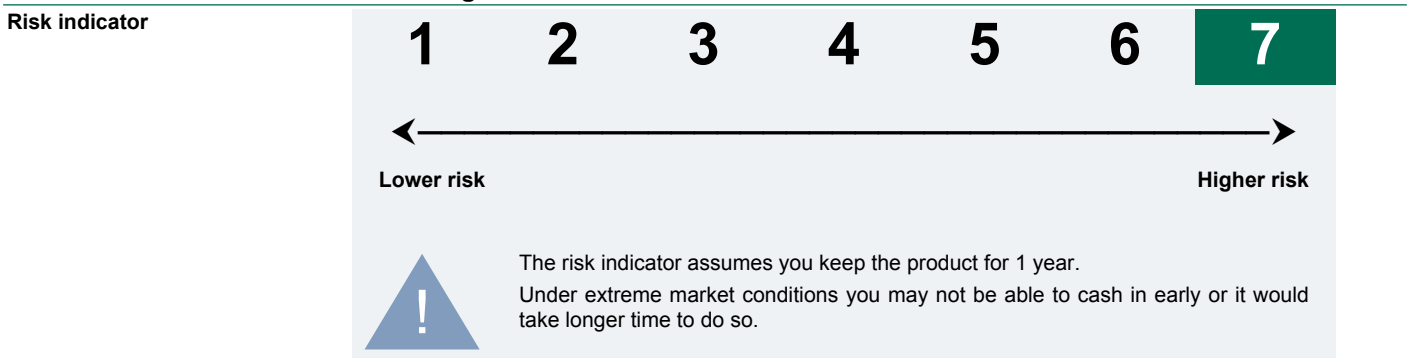 Risk indicator
1 2 3 4 5 6 7
Lower risk Higher risk
!
The risk indicator assumes you keep the product for 1 year.
Under extreme market conditions you may not be able to cash in early or it would
take longer time to do so.